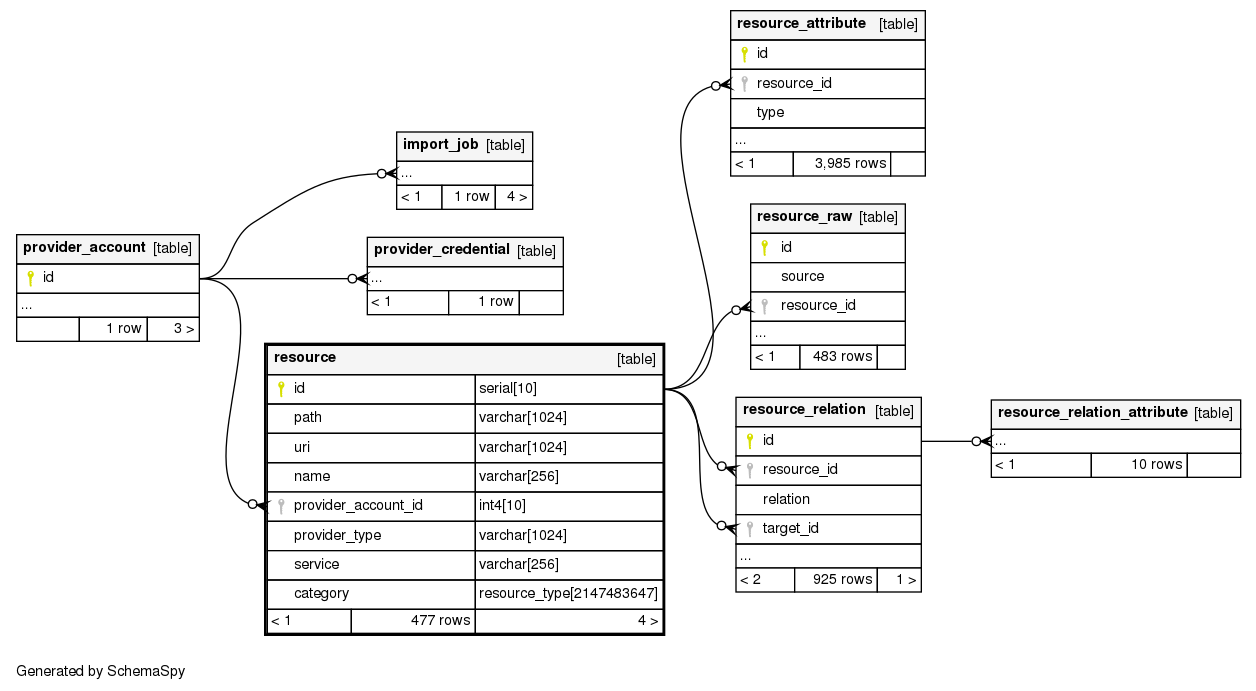 resource_attribute [table]
id
resource_id
type
...
< 1 3,985 rows
import_job [table]
...
< 1 1 row 4 >
resource_raw [table]
id
source
resource_id
...
< 1 483 rows
provider_account [table]
id
...
1 row 3 >
provider_credential [table]
...
< 1 1 row
resource [table]
id serial[10]
path varchar[1024]
uri varchar[1024]
name varchar[256]
provider_account_id int4[10]
provider_type varchar[1024]
service varchar[256]
category resource_type[2147483647]
< 1 477 rows 4 >
resource_relation [table]
id
resource_id
relation
target_id
...
< 2 925 rows 1 >
resource_relation_attribute [table]
...
< 1 10 rows
Generated by SchemaSpy